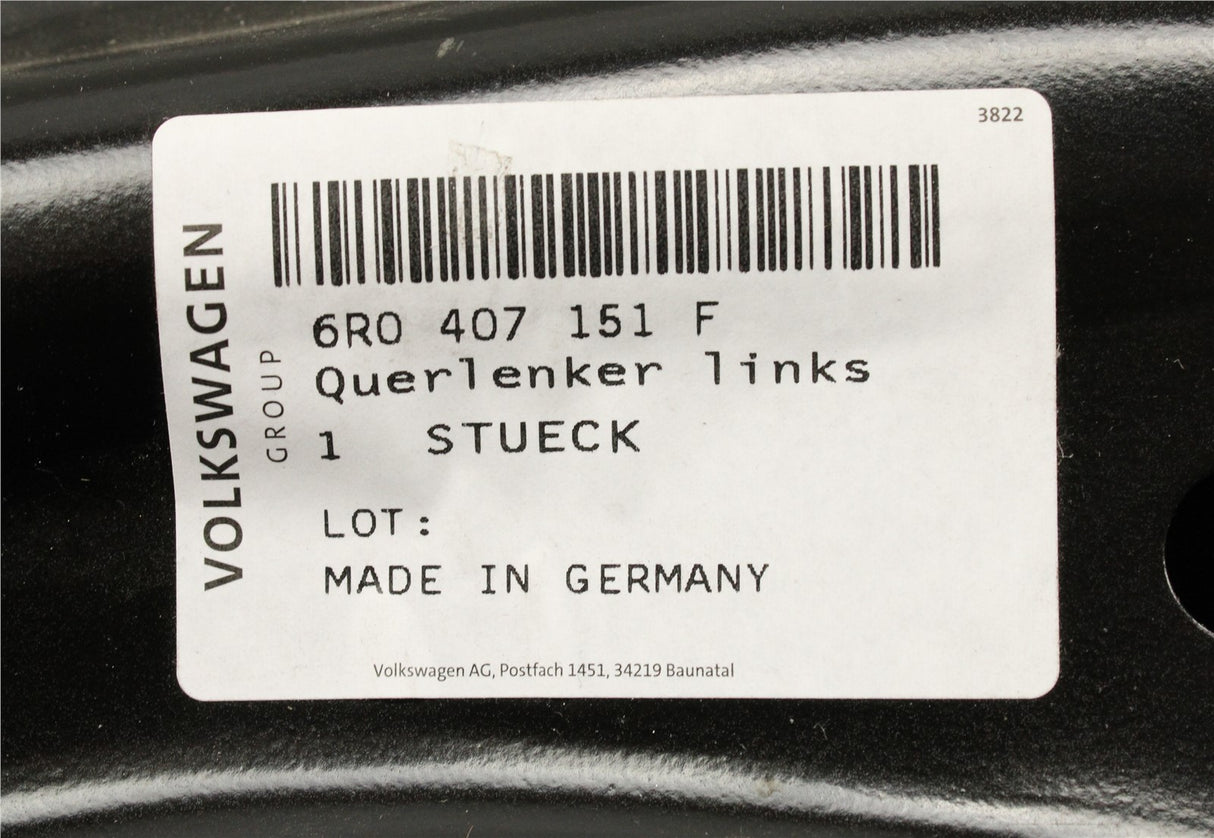 3822
VOLKSWAGEN
GROUP
6R0 407 151 F
Querlenker links
1 STUECK
LOT:
MADE IN GERMANY
Volkswagen AG, Postfach 1451, 34219 Baunatal